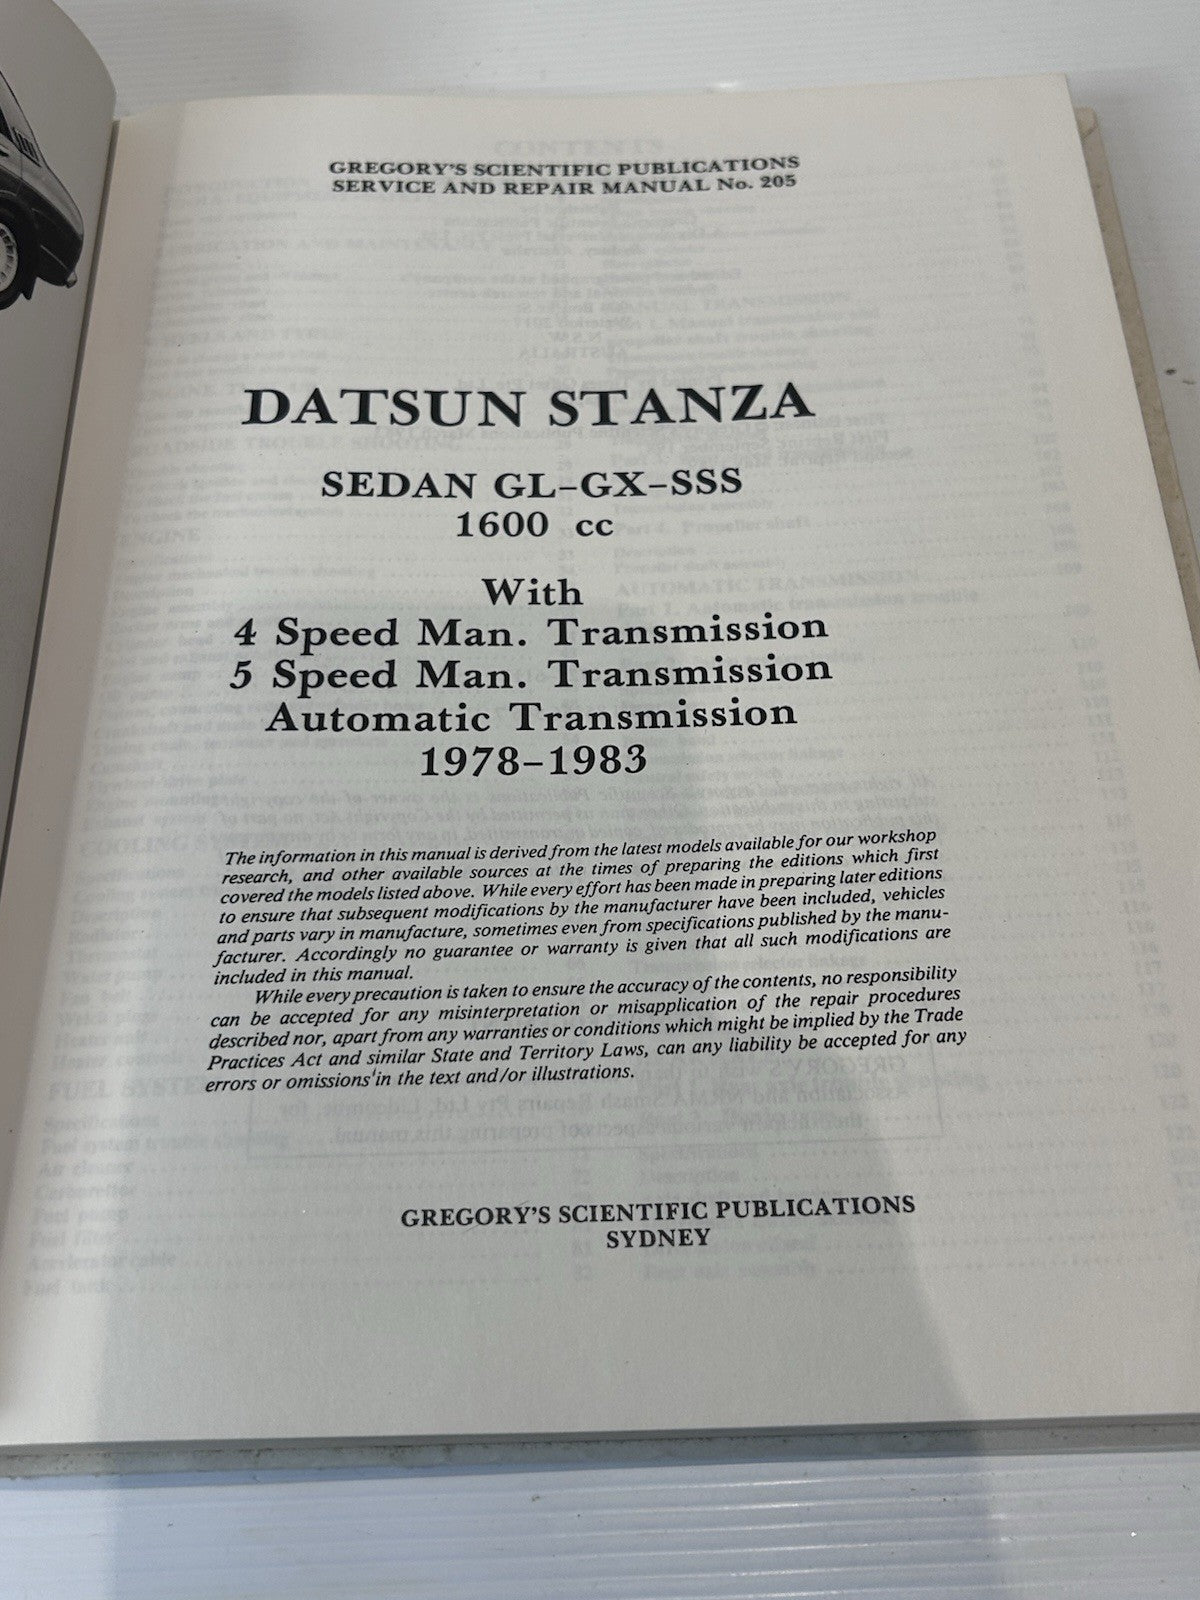 GREGORY'S SCIENTIFIC PUBLICATIONS
SERVICE AND REPAIR MANUAL No. 205
DATSUN STANZA
SEDAN GL–GX–SSS
1600 cc
With
4 Speed Man. Transmission
5 Speed Man. Transmission
Automatic Transmission
1978–1983
The information in this manual is derived from the latest models available for our workshop
research, and other available sources at the times of preparing the editions which first
covered the models listed above. While every effort has been made in preparing later editions
to ensure that subsequent modifications by the manufacturer have been included, vehicles
and parts vary in manufacture, sometimes even from specifications published by the manu-
facturer. Accordingly no guarantee or warranty is given that all such modifications are
included in this manual.
While every precaution is taken to ensure the accuracy of the contents, no responsibility
can be accepted for any misinterpretation or misapplication of the repair procedures
described nor, apart from any warranties or conditions which might be implied by the Trade
Practices Act and similar State and Territory Laws, can any liability be accepted for any
errors or omissions in the text and/or illustrations.
GREGORY'S SCIENTIFIC PUBLICATIONS
SYDNEY